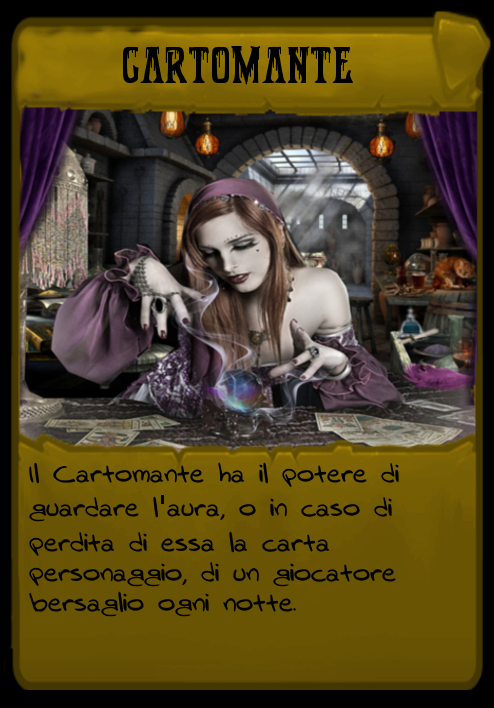 CARTOMANTE
Il Cartomante ha il potere di
guardare l'aura, o in caso di
perdita di essa la carta
personaggio, di un giocatore
bersaglio ogni notte.